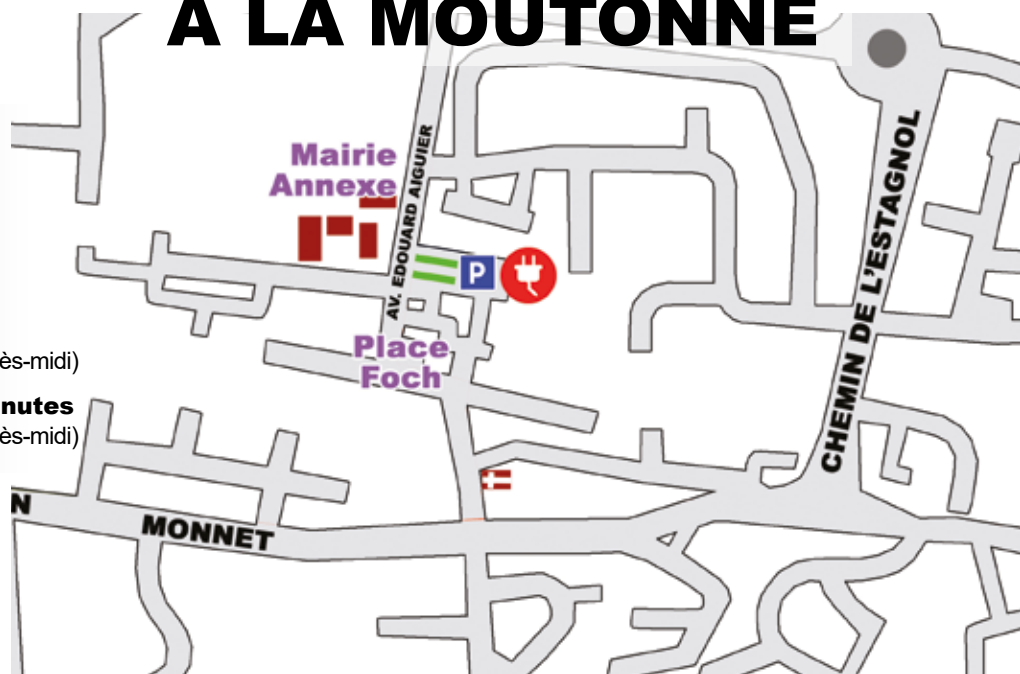 A LA MOUTONNE
Mairie
Annexe
AV. EDOUARD AIGUIER
CHEMIN DE L'ESTAGNOL
P
Place
Foch
ès-midi)
nutes
ès-midi)
N
MONNET